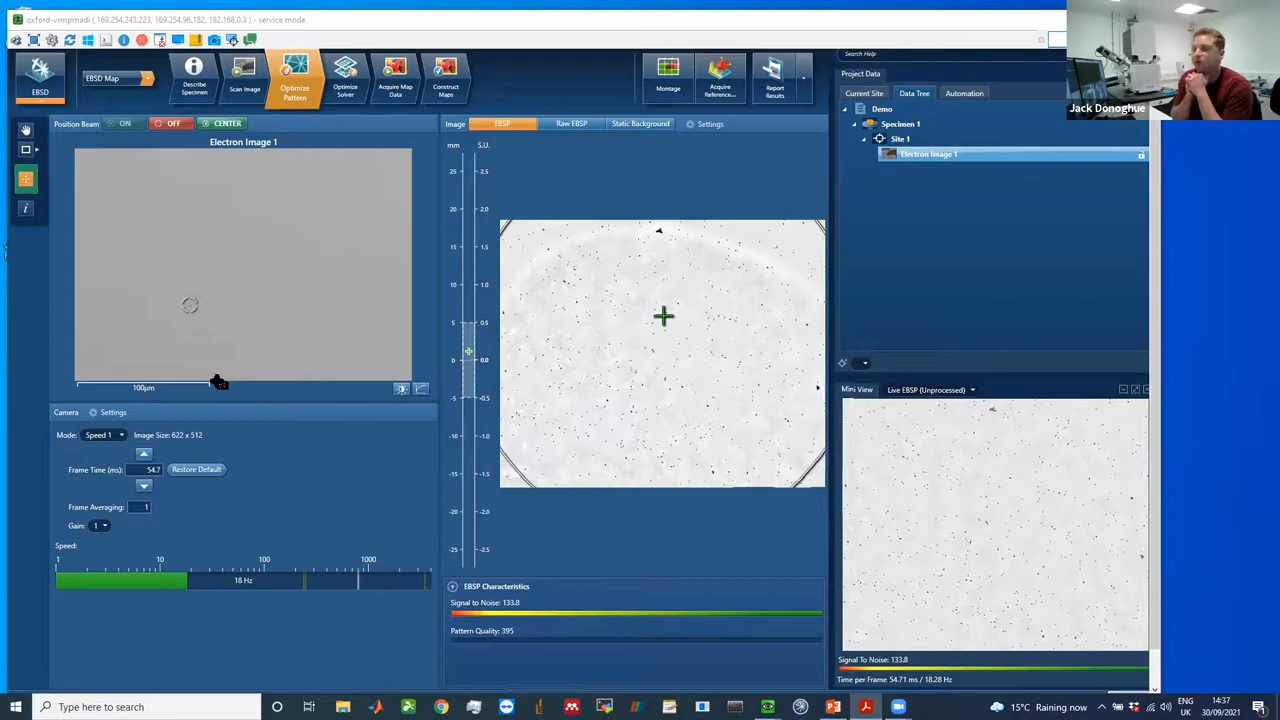 oxford-vrmpmadi ( 169.254.243.223, 169.254.96.182, 192.168.0.3 ) - service mode
Jack Donoghue
EBSD
EBSD Map
Describe
Specimen
Scan Image
Optimize
Pattern
Optimize
Solver
Acquire Map
Data
Construct
Maps
Montage
Acquire
Reference...
Report
Results
Search Help
Project Data
Current Site
Data Tree
Automation
Demo
Specimen 1
Site 1
Electron Image 1
Position Beam:
ON
OFF
CENTER
Electron Image 1
100µm
Image
EBSP
Raw EBSP
Static Background
Settings
mm
S.U.
25
2.5
20
2.0
15
1.5
10
1.0
5
0.5
0
0.0
-5
-0.5
-10
-1.0
-15
-1.5
-20
-2.0
-25
-2.5
Camera
Settings
Mode:
Speed 1
Image Size: 622 x 512
Frame Time (ms):
54.7
Restore Default
Frame Averaging:
1
Gain:
1
Speed:
1
10
100
1000
18 Hz
EBSP Characteristics
Signal to Noise: 133.8
Pattern Quality: 395
Mini View
Live EBSP (Unprocessed)
Signal To Noise: 133.8
Time per Frame 54.71 ms / 18.28 Hz
Type here to search
15°C Raining now
ENG
UK
14:37
30/09/2021